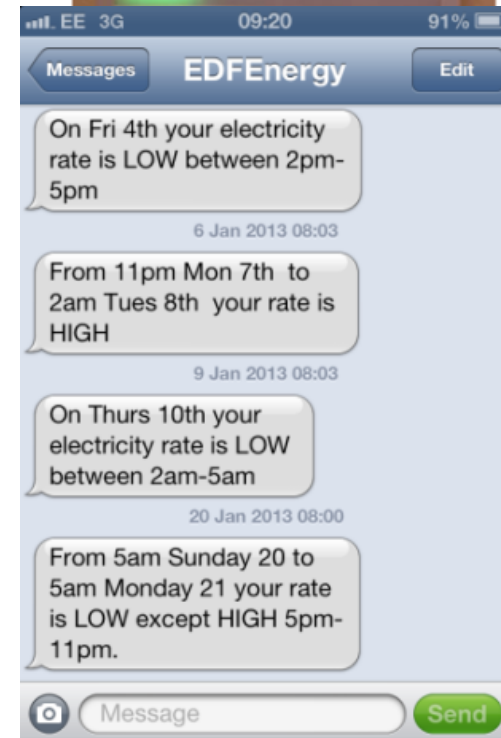 EE 3G 09:20 91%
Messages EDFEnergy Edit
On Fri 4th your electricity
rate is LOW between 2pm-
5pm
6 Jan 2013 08:03
From 11pm Mon 7th to
2am Tues 8th your rate is
HIGH
9 Jan 2013 08:03
On Thurs 10th your
electricity rate is LOW
between 2am-5am
20 Jan 2013 08:00
From 5am Sunday 20 to
5am Monday 21 your rate
is LOW except HIGH 5pm-
11pm.
Message Send